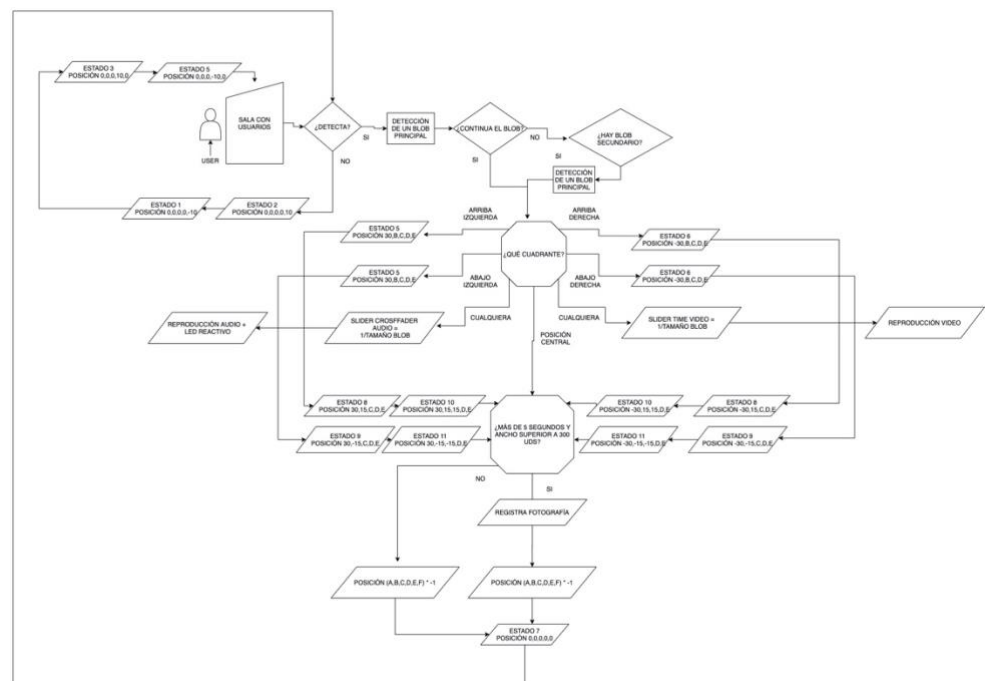 ESTADO 3
POSICIÓN 0,0,0,10,0
ESTADO 5
POSICIÓN 0,0,0,-10,0
SALA CON
USUARIOS
USER
¿DETECTA?
SI
NO
DETECCIÓN
DE UN BLOB
PRINCIPAL
¿CONTINUA EL BLOB?
NO
SI
¿HAY BLOB
SECUNDARIO?
SI
DETECCIÓN
DE UN BLOB
PRINCIPAL
ESTADO 1
POSICIÓN 0,0,0,0,-10
ESTADO 2
POSICIÓN 0,0,0,0,10
ARRIBA
IZQUIERDA
ARRIBA
DERECHA
ESTADO 5
POSICIÓN 30,B,C,D,E
¿QUÉ CUADRANTE?
ESTADO 6
POSICIÓN -30,B,C,D,E
ESTADO 5
POSICIÓN 30,B,C,D,E
ABAJO
IZQUIERDA
ABAJO
DERECHA
ESTADO 6
POSICIÓN -30,B,C,D,E
REPRODUCCIÓN AUDIO +
LED REACTIVO
SLIDER CROSFFADER
AUDIO =
1/TAMAÑO BLOB
CUALQUIERA
POSICIÓN
CENTRAL
CUALQUIERA
SLIDER TIME VIDEO =
1/TAMAÑO BLOB
REPRODUCCIÓN VIDEO
ESTADO 8
POSICIÓN 30,15,C,D,E
ESTADO 10
POSICIÓN 30,15,15,D,E
ESTADO 10
POSICIÓN -30,15,15,D,E
ESTADO 8
POSICIÓN -30,15,C,D,E
ESTADO 9
POSICIÓN 30,-15,C,D,E
ESTADO 11
POSICIÓN 30,-15,-15,D,E
¿MÁS DE 5 SEGUNDOS Y
ANCHO SUPERIOR A 300
UDS?
ESTADO 11
POSICIÓN -30,-15,-15,D,E
ESTADO 9
POSICIÓN -30,-15,C,D,E
NO
SI
REGISTRA FOTOGRAFÍA
POSICIÓN (A,B,C,D,E,F) * -1
POSICIÓN (A,B,C,D,E,F) * -1
ESTADO 7
POSICIÓN 0,0,0,0,0